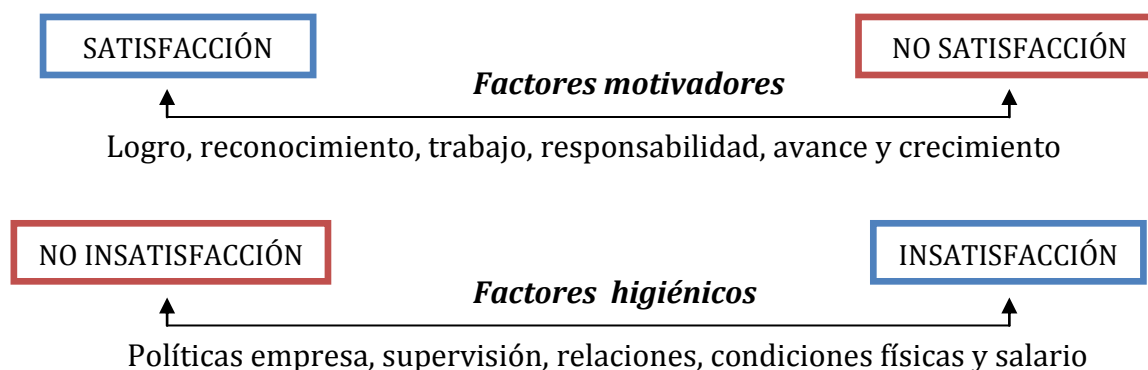 SATISFACCIÓN NO SATISFACCIÓN
Factores motivadores
Logro, reconocimiento, trabajo, responsabilidad, avance y crecimiento
NO INSATISFACCIÓN INSATISFACCIÓN
Factores higiénicos
Políticas empresa, supervisión, relaciones, condiciones físicas y salario